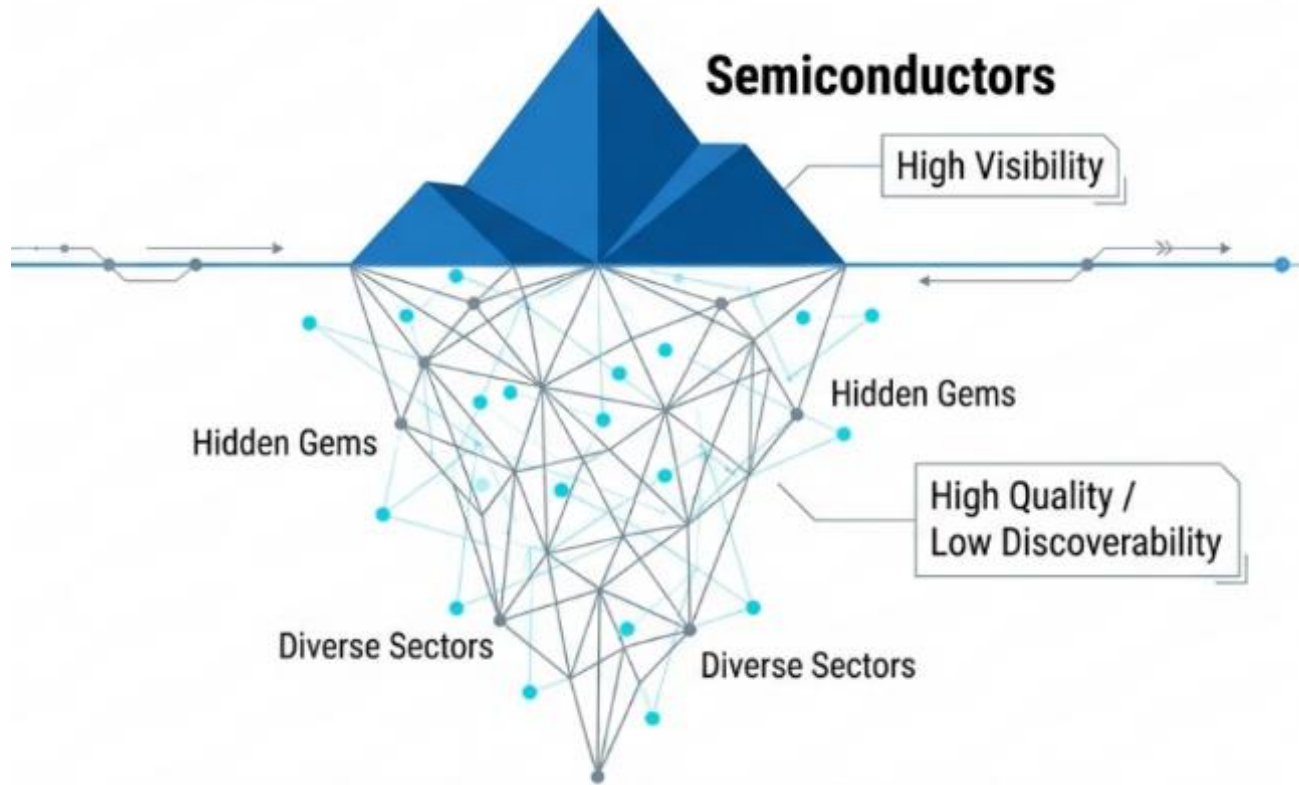 Semiconductors
High Visibility
Hidden Gems
Hidden Gems
High Quality /
Low Discoverability
Diverse Sectors
Diverse Sectors